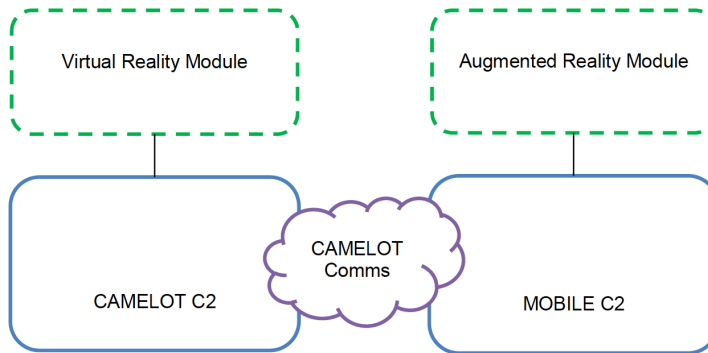 Virtual Reality Module
Augmented Reality Module
CAMELOT
Comms
CAMELOT C2
MOBILE C2